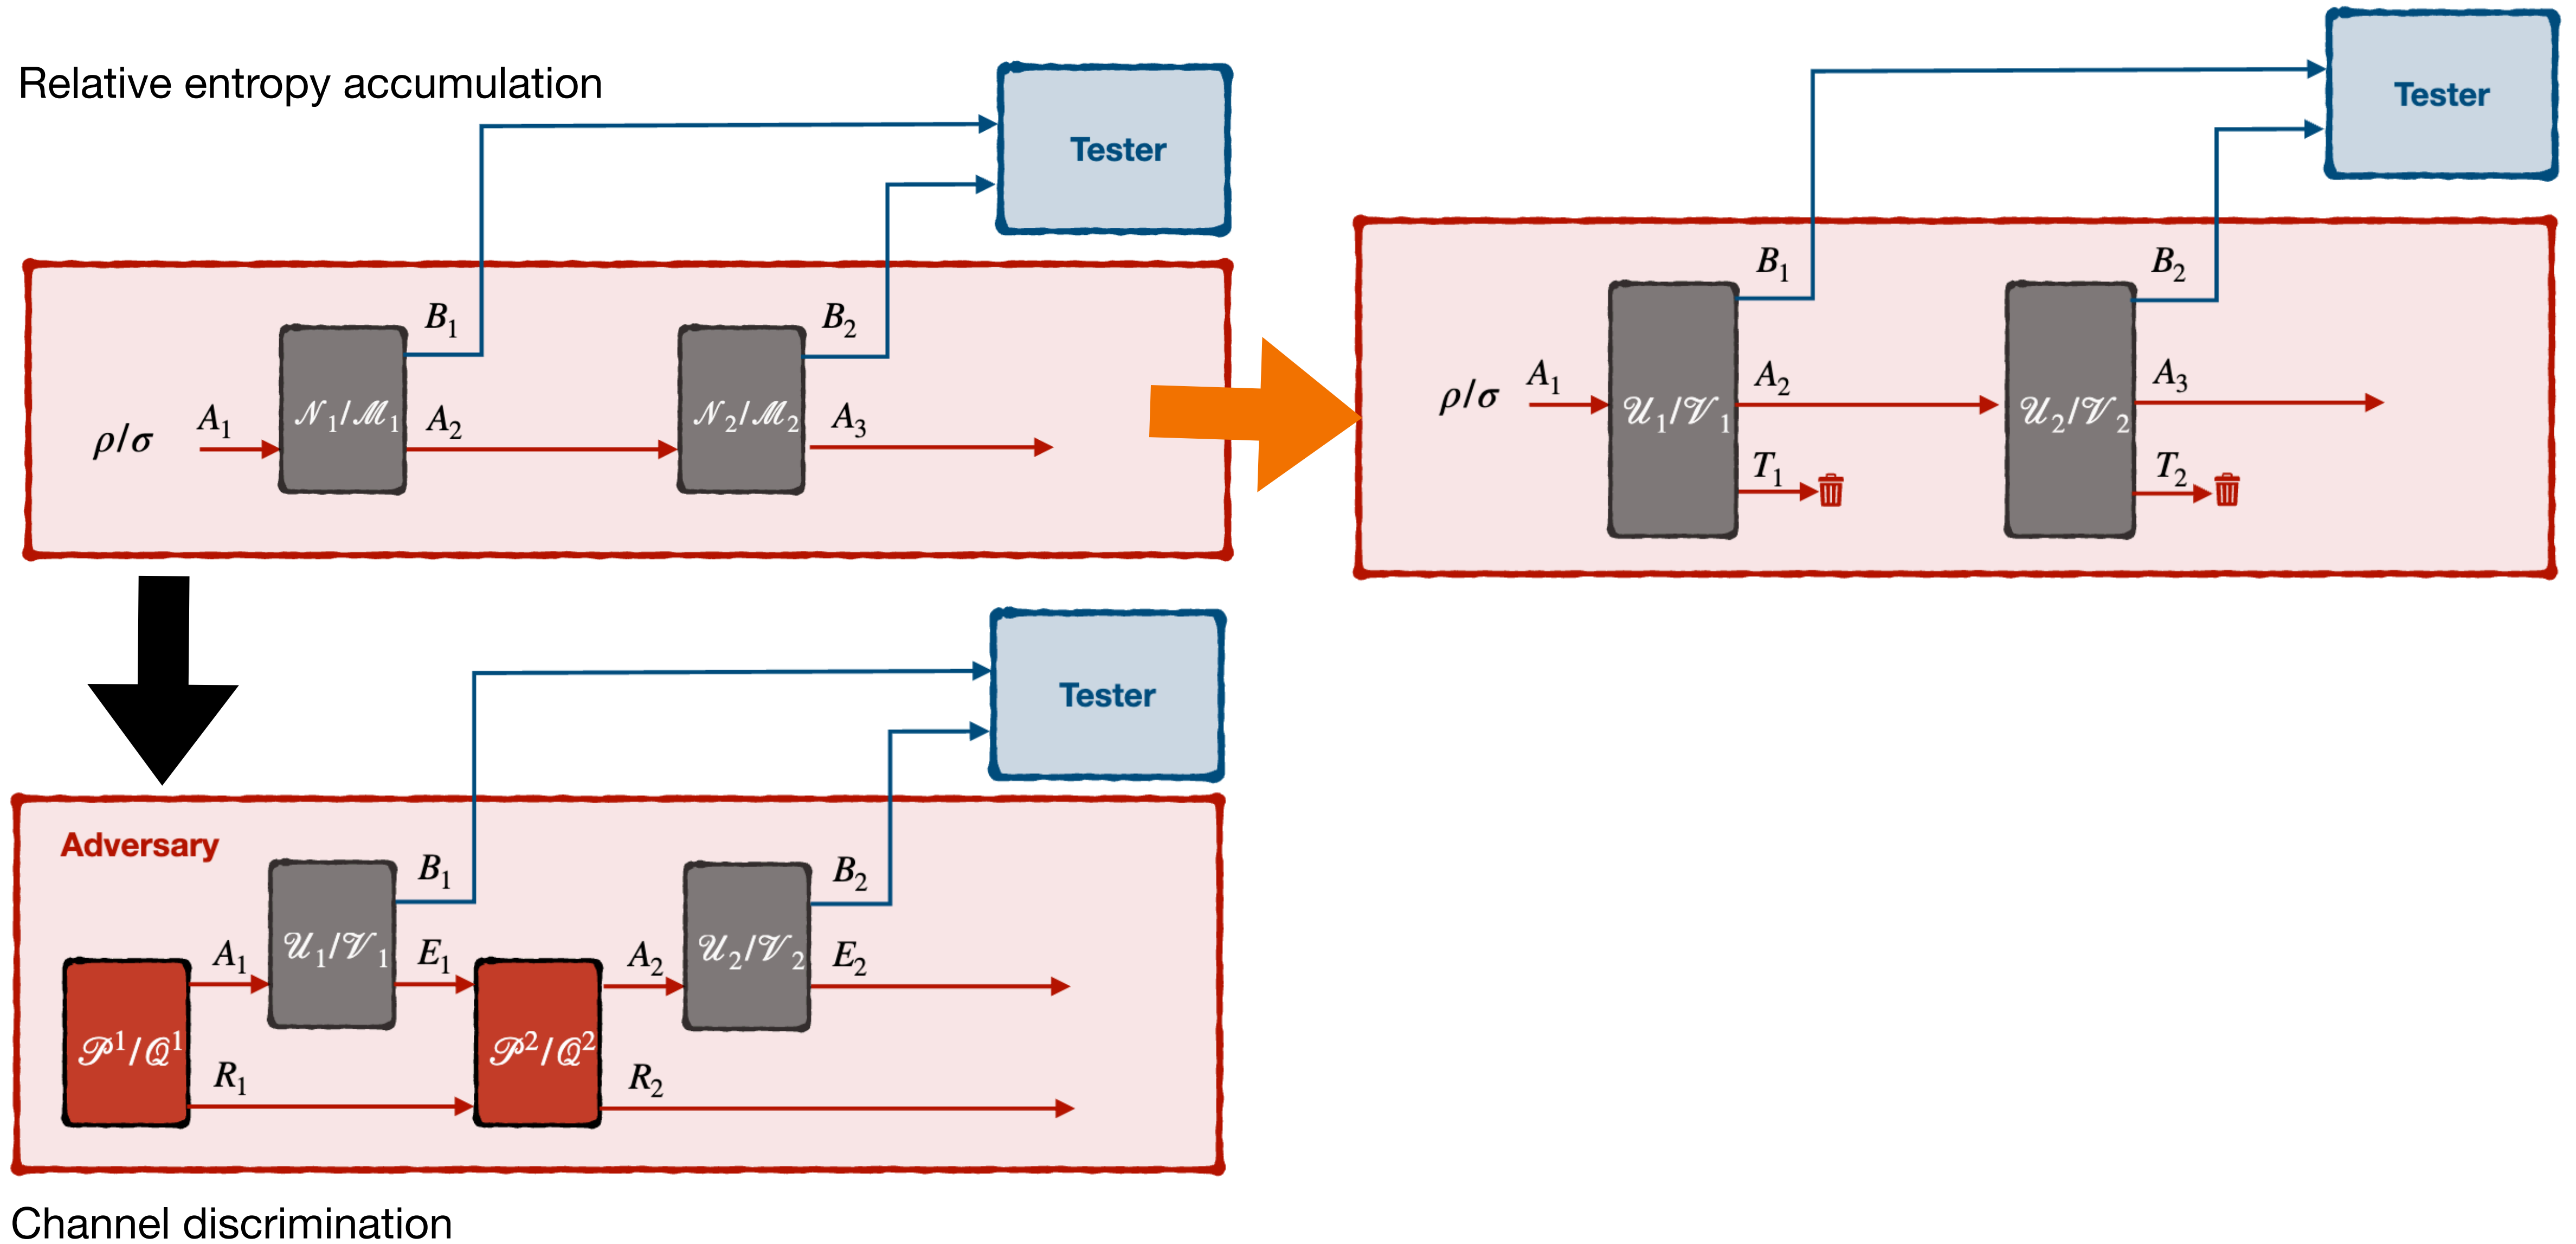 Relative entropy accumulation
Tester
B₁
B₂
ρ/σ
A₁
𝒩₁/ℳ₁
A₂
𝒩₂/ℳ₂
A₃
Tester
B₁
B₂
ρ/σ
A₁
𝒰₁/𝒱₁
A₂
𝒰₂/𝒱₂
A₃
T₁
T₂
Tester
Adversary
B₁
B₂
A₁
𝒰₁/𝒱₁
E₁
A₂
𝒰₂/𝒱₂
E₂
𝒫¹/𝒬¹
𝒫²/𝒬²
R₁
R₂
Channel discrimination